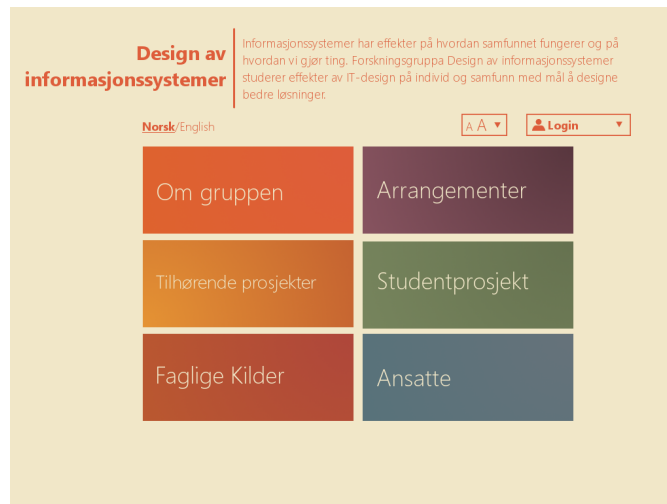 Design av
informasjonssystemer
Informasjonssystemer har effekter på hvordan samfunnet fungerer og på
hvordan vi gjør ting. Forskningsgruppa Design av informasjonssystemer
studerer effekter av IT-design på individ og samfunn med mål å designe
bedre løsninger.
Norsk/English
A A
Login
Om gruppen
Arrangementer
Tilhørende prosjekter
Studentprosjekt
Faglige Kilder
Ansatte